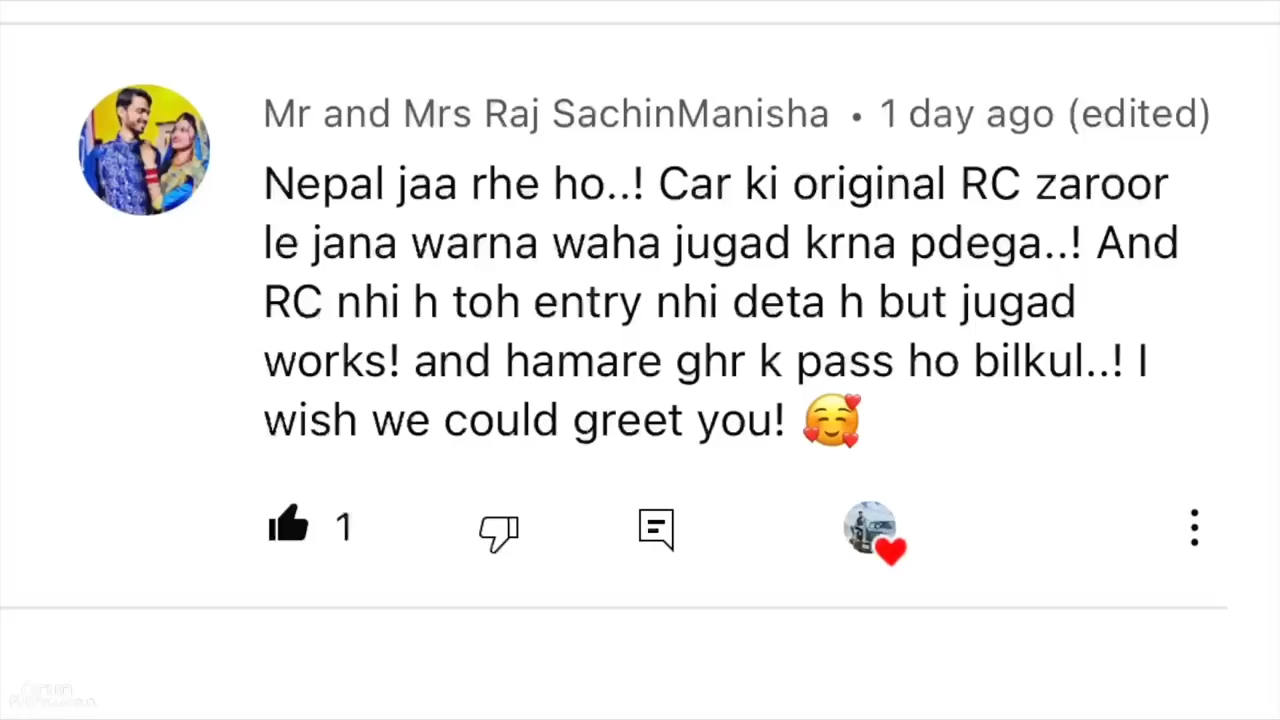 Mr and Mrs Raj SachinManisha • 1 day ago (edited)
Nepal jaa rhe ho..! Car ki original RC zaroor
le jana warna waha jugad krna pdega..! And
RC nhi h toh entry nhi deta h but jugad
works! and hamare ghr k pass ho bilkul..! I
wish we could greet you! 🥰
1